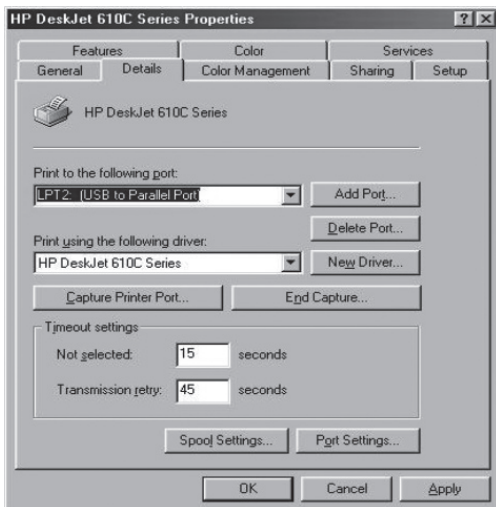 HP DeskJet 610C Series Properties
Features Color Services
General Details Color Management Sharing Setup
HP DeskJet 610C Series
Print to the following port:
LPT2: (USB to Parallel Port)
Add Port...
Delete Port...
Print using the following driver:
HP DeskJet 610C Series
New Driver...
Capture Printer Port... End Capture...
Timeout settings
Not selected: 15 seconds
Transmission retry: 45 seconds
Spool Settings... Port Settings...
OK Cancel Apply